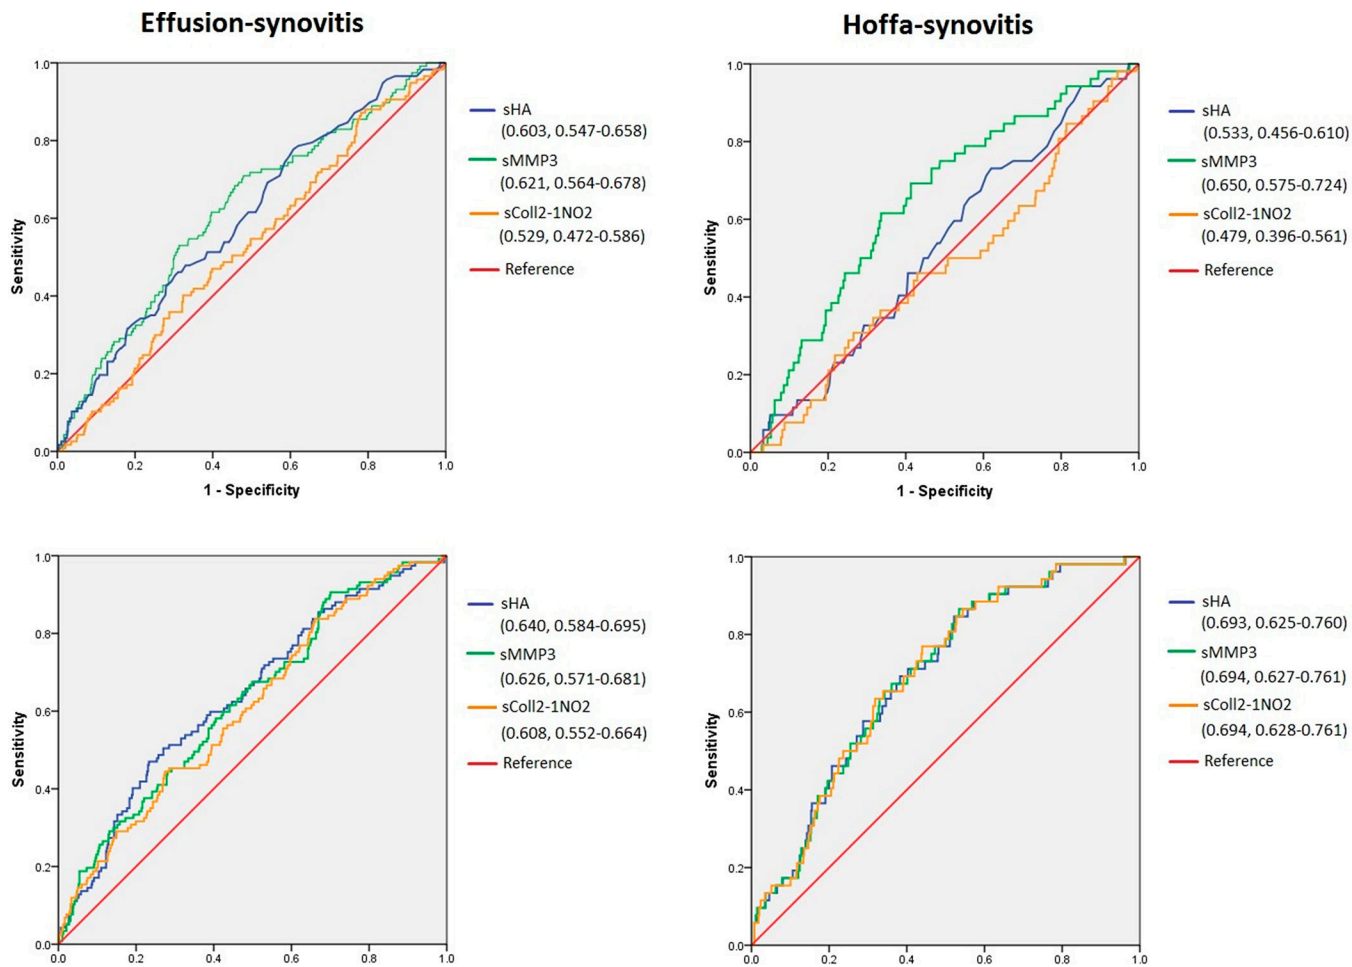 Effusion-synovitis
Hoffa-synovitis
1.0
0.8
0.6
0.4
0.2
0.0
Sensitivity
0.0 0.2 0.4 0.6 0.8 1.0
1 - Specificity
sHA
(0.603, 0.547-0.658)
sMMP3
(0.621, 0.564-0.678)
sColl2-1NO2
(0.529, 0.472-0.586)
Reference
1.0
0.8
0.6
0.4
0.2
0.0
Sensitivity
0.0 0.2 0.4 0.6 0.8 1.0
1 - Specificity
sHA
(0.533, 0.456-0.610)
sMMP3
(0.650, 0.575-0.724)
sColl2-1NO2
(0.479, 0.396-0.561)
Reference
1.0
0.8
0.6
0.4
0.2
0.0
Sensitivity
0.0 0.2 0.4 0.6 0.8 1.0
sHA
(0.640, 0.584-0.695)
sMMP3
(0.626, 0.571-0.681)
sColl2-1NO2
(0.608, 0.552-0.664)
Reference
1.0
0.8
0.6
0.4
0.2
0.0
Sensitivity
0.0 0.2 0.4 0.6 0.8 1.0
sHA
(0.693, 0.625-0.760)
sMMP3
(0.694, 0.627-0.761)
sColl2-1NO2
(0.694, 0.628-0.761)
Reference